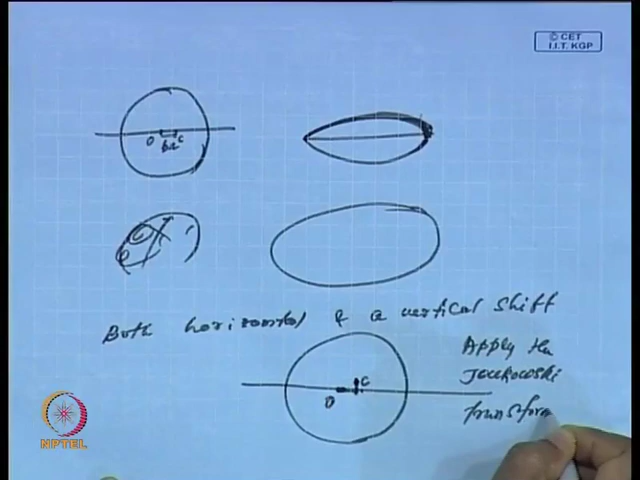 © CET
I.I.T. KGP
O C
Both horizontal & a vertical shift
Apply the
Joukowski
Transform
O C
NPTEL